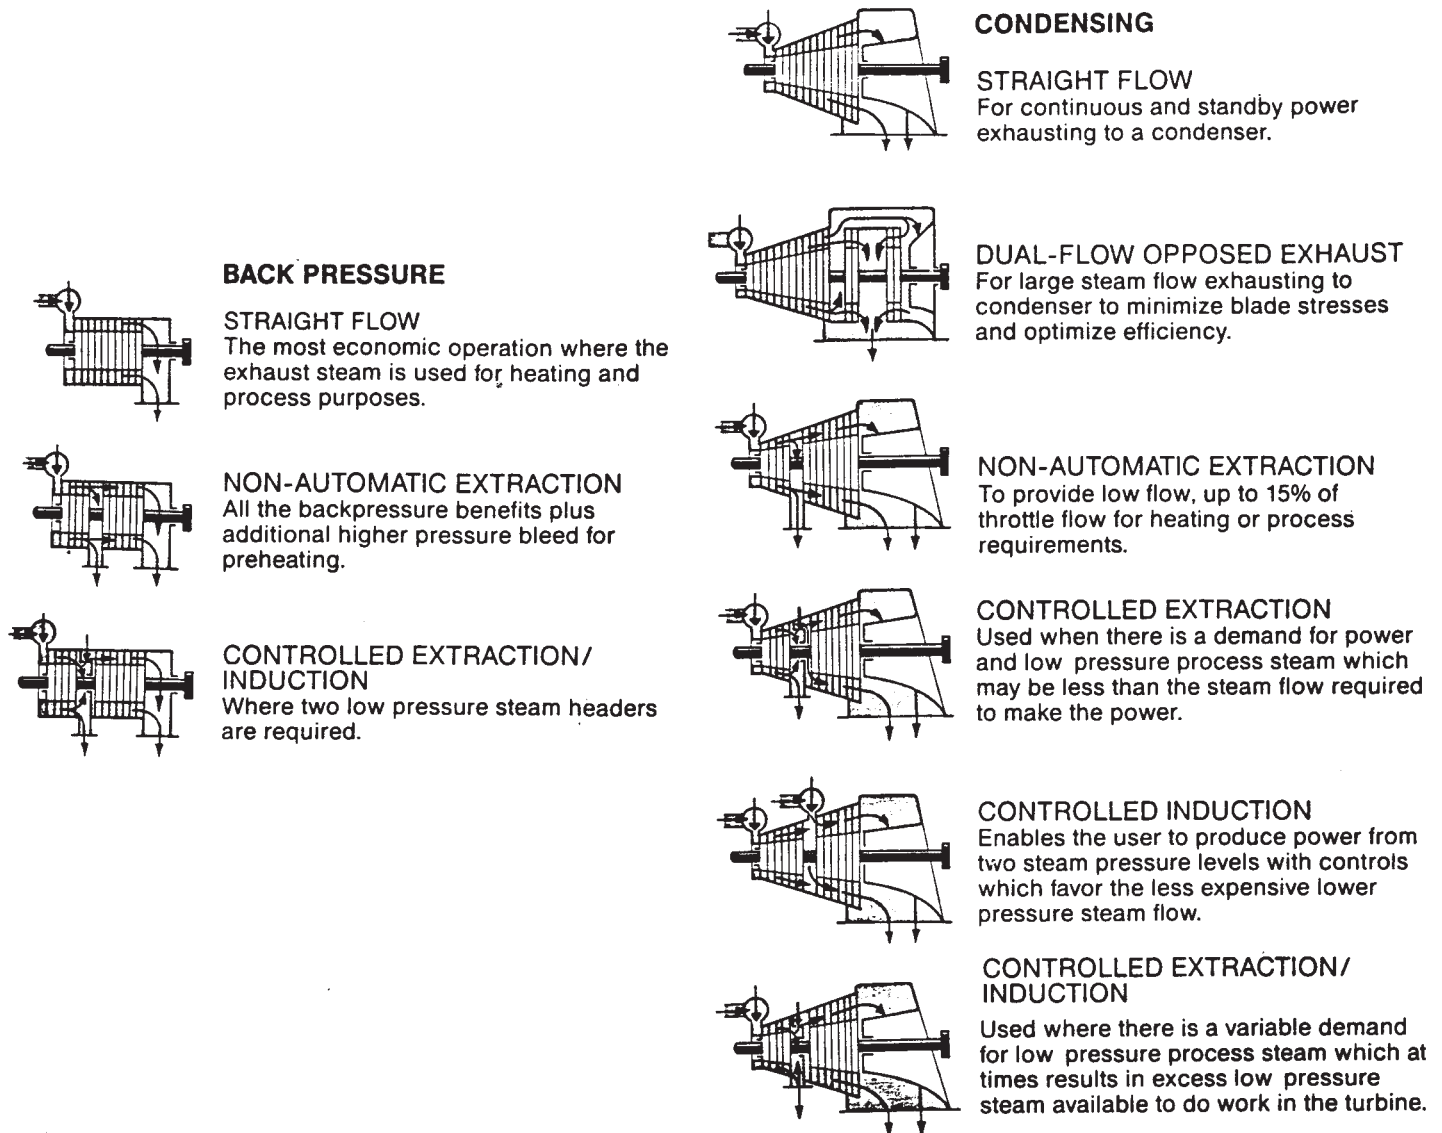 BACK PRESSURE
STRAIGHT FLOW
The most economic operation where the
exhaust steam is used for heating and
process purposes.
NON-AUTOMATIC EXTRACTION
All the backpressure benefits plus
additional higher pressure bleed for
preheating.
CONTROLLED EXTRACTION/
INDUCTION
Where two low pressure steam headers
are required.
CONDENSING
STRAIGHT FLOW
For continuous and standby power
exhausting to a condenser.
DUAL-FLOW OPPOSED EXHAUST
For large steam flow exhausting to
condenser to minimize blade stresses
and optimize efficiency.
NON-AUTOMATIC EXTRACTION
To provide low flow, up to 15% of
throttle flow for heating or process
requirements.
CONTROLLED EXTRACTION
Used when there is a demand for power
and low pressure process steam which
may be less than the steam flow required
to make the power.
CONTROLLED INDUCTION
Enables the user to produce power from
two steam pressure levels with controls
which favor the less expensive lower
pressure steam flow.
CONTROLLED EXTRACTION/
INDUCTION
Used where there is a variable demand
for low pressure process steam which at
times results in excess low pressure
steam available to do work in the turbine.